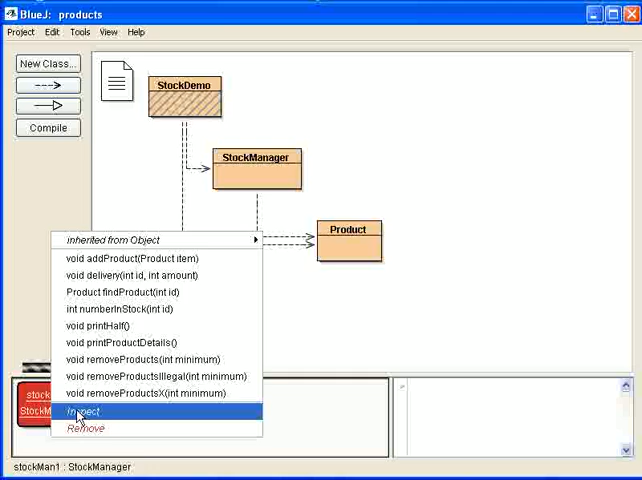 BlueJ: products
Project Edit Tools View Help
New Class...
StockDemo
Compile
StockManager
Product
inherited from Object
void addProduct(Product item)
void delivery(int id, int amount)
Product findProduct(int id)
int numberInStock(int id)
void printHalf()
void printProductDetails()
void removeProducts(int minimum)
void removeProductsIllegal(int minimum)
void removeProductsX(int minimum)
stock
StockM
Inspect
Remove
stockMan1 : StockManager